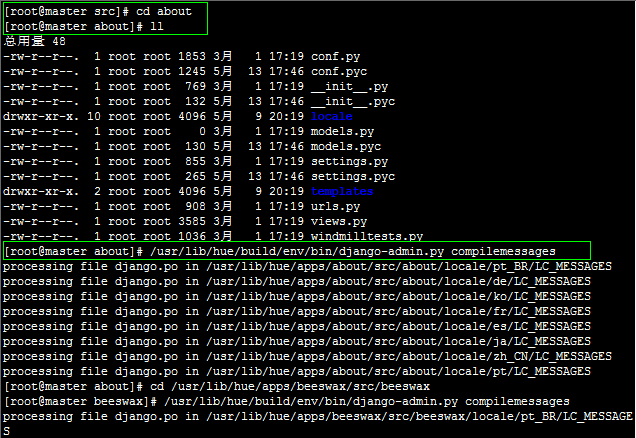 [root@master src]# cd about
[root@master about]# ll
总用量 48
-rw-r--r--. 1 root root 1853 3月 1 17:19 conf.py
-rw-r--r--. 1 root root 1245 5月 13 17:46 conf.pyc
-rw-r--r--. 1 root root 769 3月 1 17:19 __init__.py
-rw-r--r--. 1 root root 132 5月 13 17:46 __init__.pyc
drwxr-xr-x. 10 root root 4096 5月 9 20:19 locale
-rw-r--r--. 1 root root 0 3月 1 17:19 models.py
-rw-r--r--. 1 root root 130 5月 13 17:46 models.pyc
-rw-r--r--. 1 root root 855 3月 1 17:19 settings.py
-rw-r--r--. 1 root root 265 5月 13 17:46 settings.pyc
drwxr-xr-x. 2 root root 4096 5月 9 20:19 templates
-rw-r--r--. 1 root root 908 3月 1 17:19 urls.py
-rw-r--r--. 1 root root 3585 3月 1 17:19 views.py
-rw-r--r--. 1 root root 1036 3月 1 17:19 windmilltests.py
[root@master about]# /usr/lib/hue/build/env/bin/django-admin.py compilemessages
processing file django.po in /usr/lib/hue/apps/about/src/about/locale/pt_BR/LC_MESSAGES
processing file django.po in /usr/lib/hue/apps/about/src/about/locale/de/LC_MESSAGES
processing file django.po in /usr/lib/hue/apps/about/src/about/locale/ko/LC_MESSAGES
processing file django.po in /usr/lib/hue/apps/about/src/about/locale/fr/LC_MESSAGES
processing file django.po in /usr/lib/hue/apps/about/src/about/locale/es/LC_MESSAGES
processing file django.po in /usr/lib/hue/apps/about/src/about/locale/ja/LC_MESSAGES
processing file django.po in /usr/lib/hue/apps/about/src/about/locale/zh_CN/LC_MESSAGES
processing file django.po in /usr/lib/hue/apps/about/src/about/locale/pt/LC_MESSAGES
[root@master about]# cd /usr/lib/hue/apps/beeswax/src/beeswax
[root@master beeswax]# /usr/lib/hue/build/env/bin/django-admin.py compilemessages
processing file django.po in /usr/lib/hue/apps/beeswax/src/beeswax/locale/pt_BR/LC_MESSAGE
S